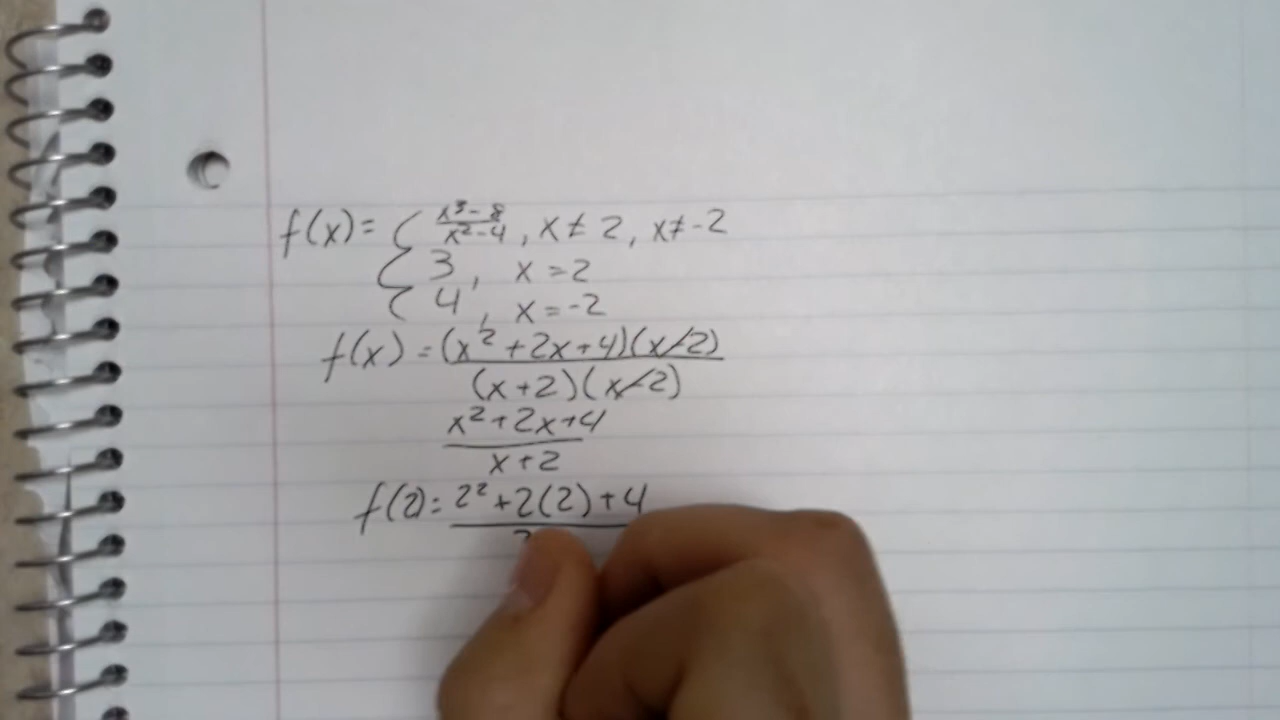 f(x) = { x³-8 / x²-4 , x ≠ 2, x ≠ -2
3 , x = 2
4 , x = -2
f(x) = (x²+2x+4)(x-2)
(x+2)(x-2)
x²+2x+4
x+2
f(2) = 2²+2(2)+4